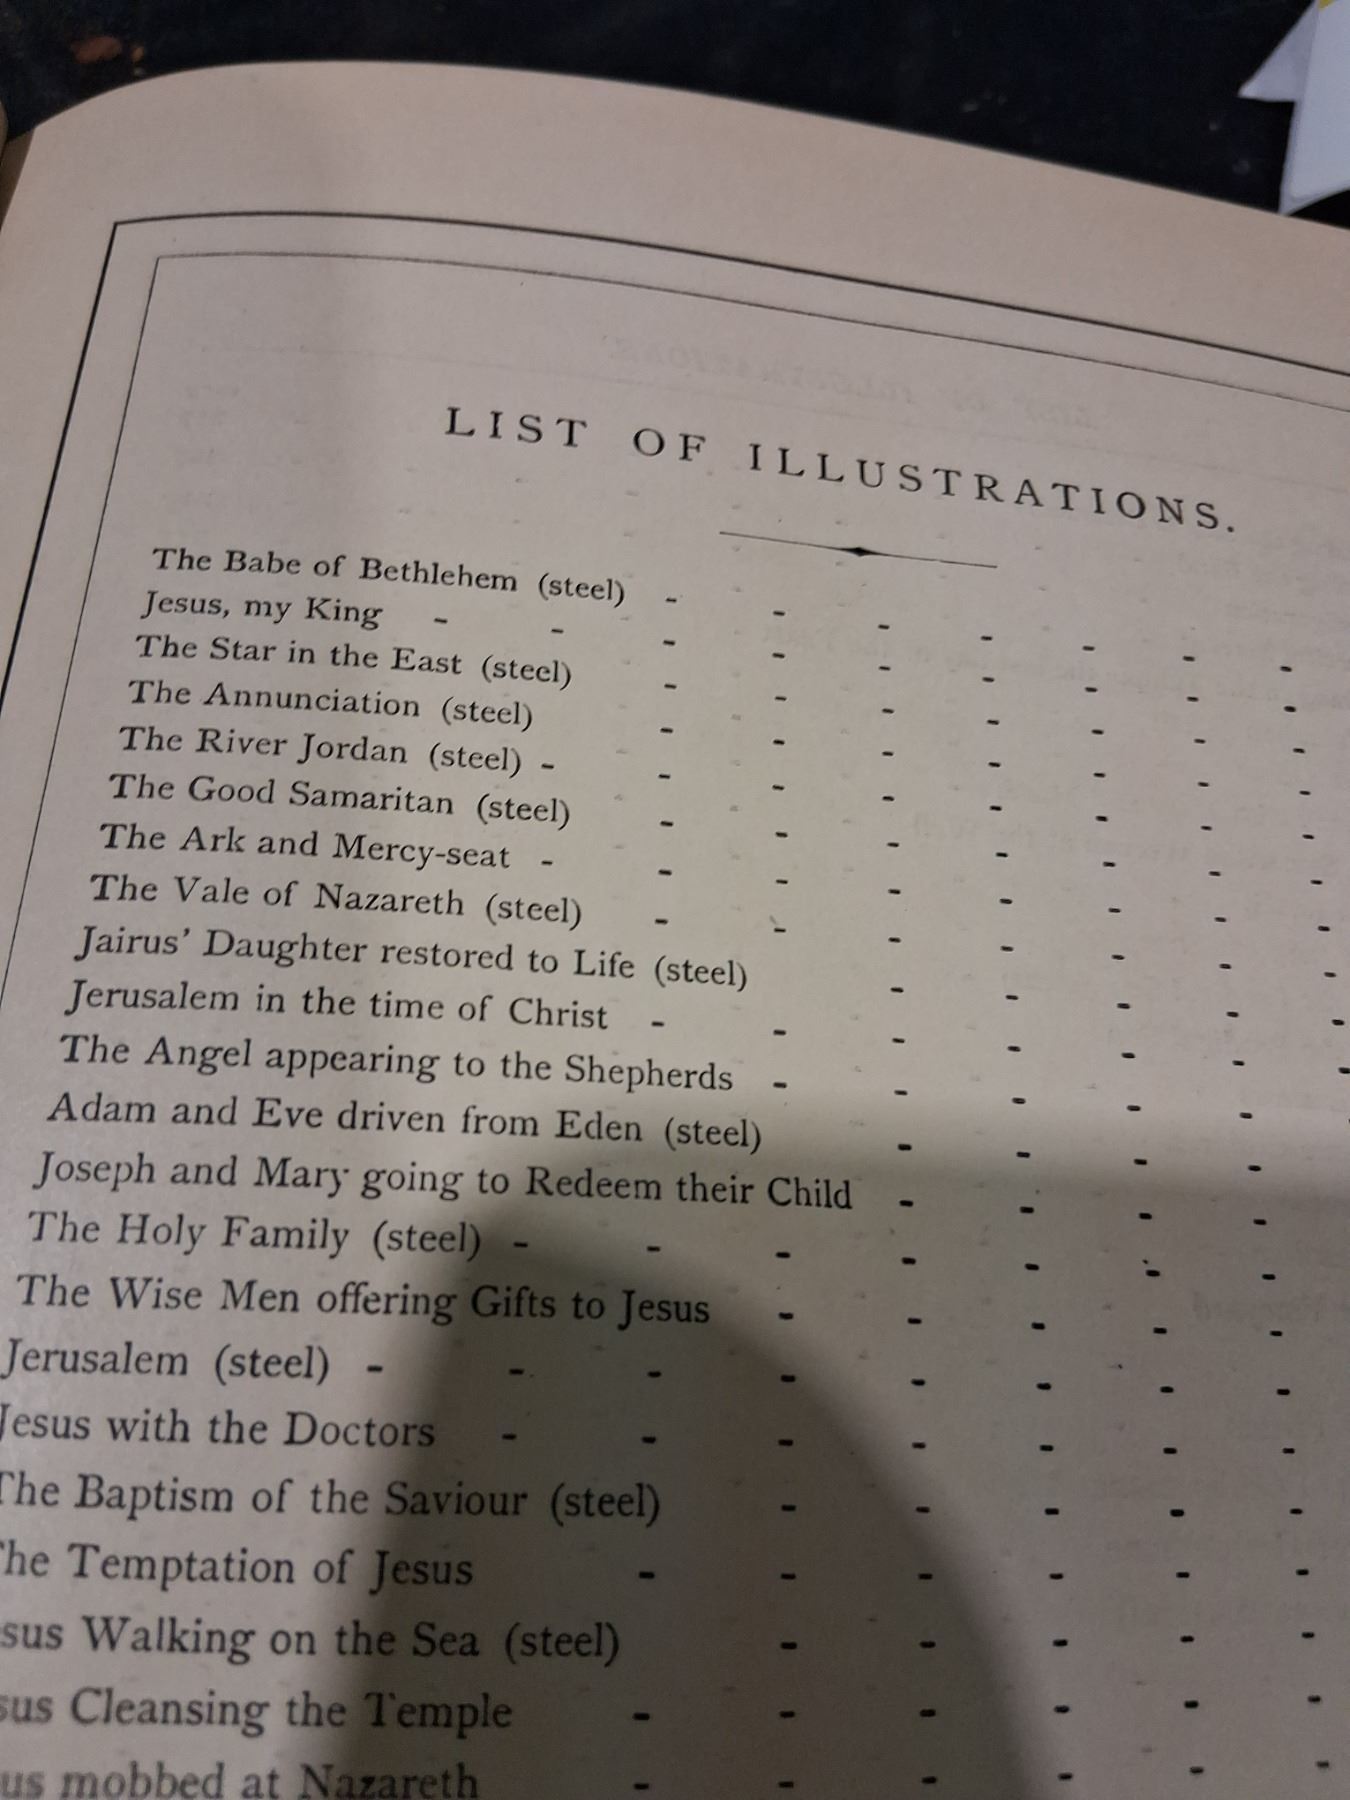 LIST OF ILLUSTRATIONS.
The Babe of Bethlehem (steel) - - - - - - -
Jesus, my King - - - - - - - - -
The Star in the East (steel) - - - - - - -
The Annunciation (steel) - - - - - - -
The River Jordan (steel) - - - - - - - -
The Good Samaritan (steel) - - - - - - -
The Ark and Mercy-seat - - - - - - - -
The Vale of Nazareth (steel) - - - - - - -
Jairus' Daughter restored to Life (steel) - - - - -
Jerusalem in the time of Christ - - - - - - -
The Angel appearing to the Shepherds - - - - -
Adam and Eve driven from Eden (steel) - - - -
Joseph and Mary going to Redeem their Child - - - -
The Holy Family (steel) - - - - - - -
The Wise Men offering Gifts to Jesus - - - - -
Jerusalem (steel) - - - - - - - -
Jesus with the Doctors - - - - - - -
The Baptism of the Saviour (steel) - - - - -
The Temptation of Jesus - - - - - -
sus Walking on the Sea (steel) - - - - -
sus Cleansing the Temple - - - - - -
us mobbed at Nazareth - - - - - -